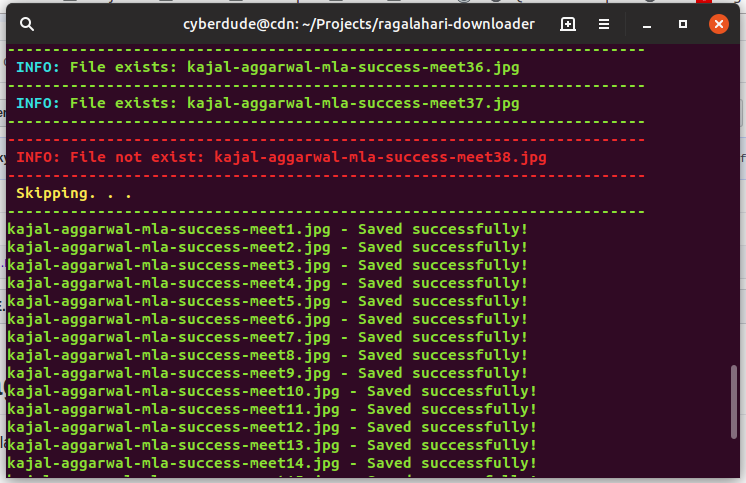 cyberdude@cdn: ~/Projects/ragalahari-downloader
-----------------------------------------------------------------------
INFO: File exists: kajal-aggarwal-mla-success-meet36.jpg
-----------------------------------------------------------------------
INFO: File exists: kajal-aggarwal-mla-success-meet37.jpg
-----------------------------------------------------------------------
-----------------------------------------------------------------------
INFO: File not exist: kajal-aggarwal-mla-success-meet38.jpg
-----------------------------------------------------------------------
Skipping. . .
-----------------------------------------------------------------------
kajal-aggarwal-mla-success-meet1.jpg - Saved successfully!
kajal-aggarwal-mla-success-meet2.jpg - Saved successfully!
kajal-aggarwal-mla-success-meet3.jpg - Saved successfully!
kajal-aggarwal-mla-success-meet4.jpg - Saved successfully!
kajal-aggarwal-mla-success-meet5.jpg - Saved successfully!
kajal-aggarwal-mla-success-meet6.jpg - Saved successfully!
kajal-aggarwal-mla-success-meet7.jpg - Saved successfully!
kajal-aggarwal-mla-success-meet8.jpg - Saved successfully!
kajal-aggarwal-mla-success-meet9.jpg - Saved successfully!
kajal-aggarwal-mla-success-meet10.jpg - Saved successfully!
kajal-aggarwal-mla-success-meet11.jpg - Saved successfully!
kajal-aggarwal-mla-success-meet12.jpg - Saved successfully!
kajal-aggarwal-mla-success-meet13.jpg - Saved successfully!
kajal-aggarwal-mla-success-meet14.jpg - Saved successfully!